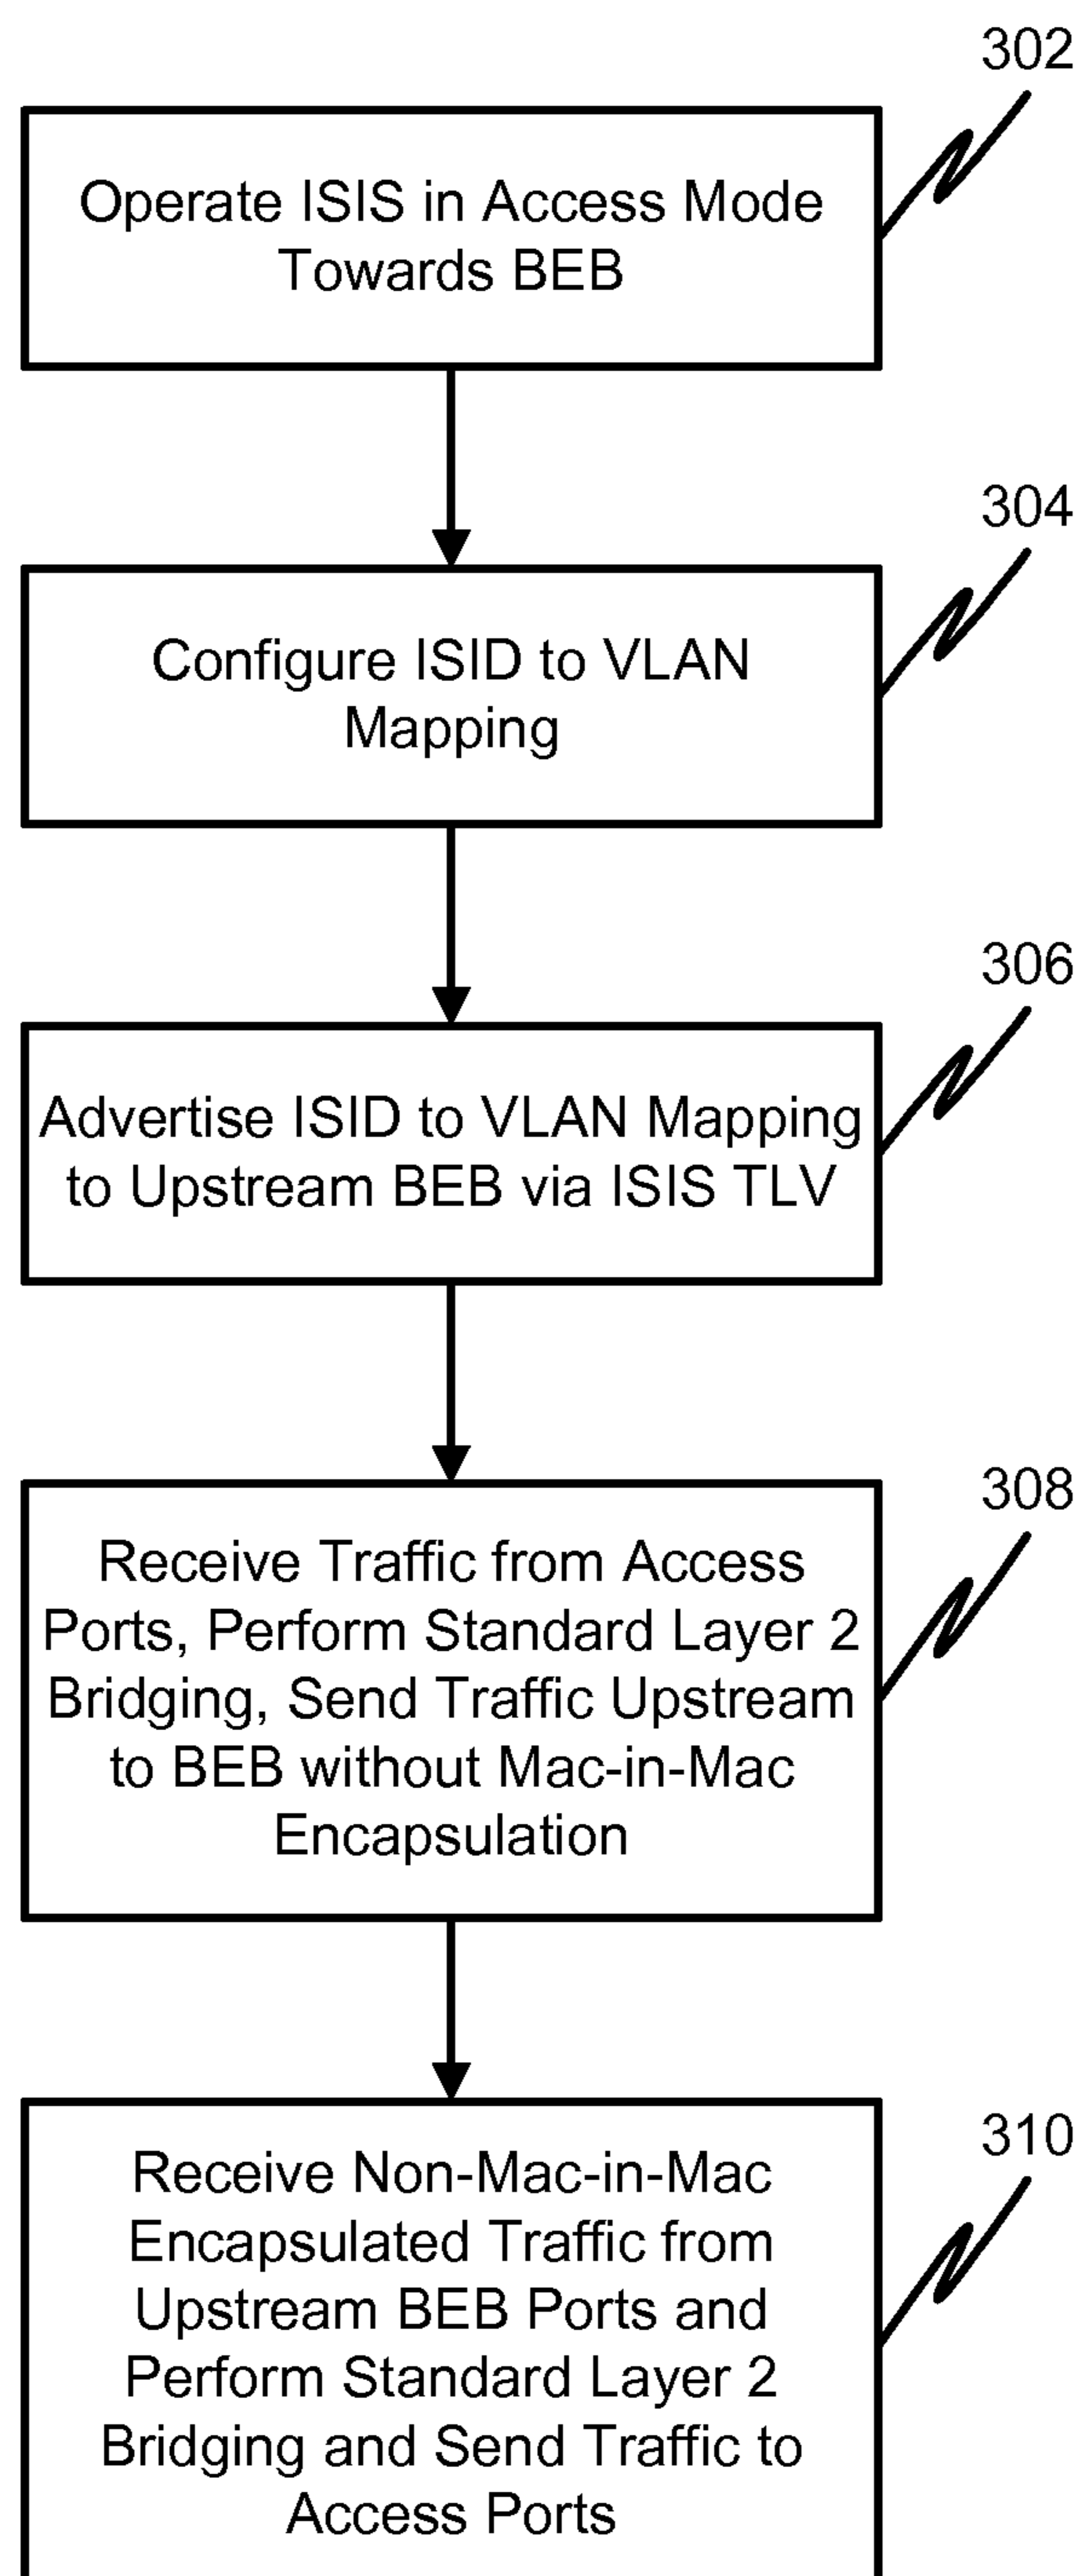 302
Operate ISIS in Access Mode
Towards BEB
304
Configure ISID to VLAN
Mapping
306
Advertise ISID to VLAN Mapping
to Upstream BEB via ISIS TLV
308
Receive Traffic from Access
Ports, Perform Standard Layer 2
Bridging, Send Traffic Upstream
to BEB without Mac-in-Mac
Encapsulation
310
Receive Non-Mac-in-Mac
Encapsulated Traffic from
Upstream BEB Ports and
Perform Standard Layer 2
Bridging and Send Traffic to
Access Ports